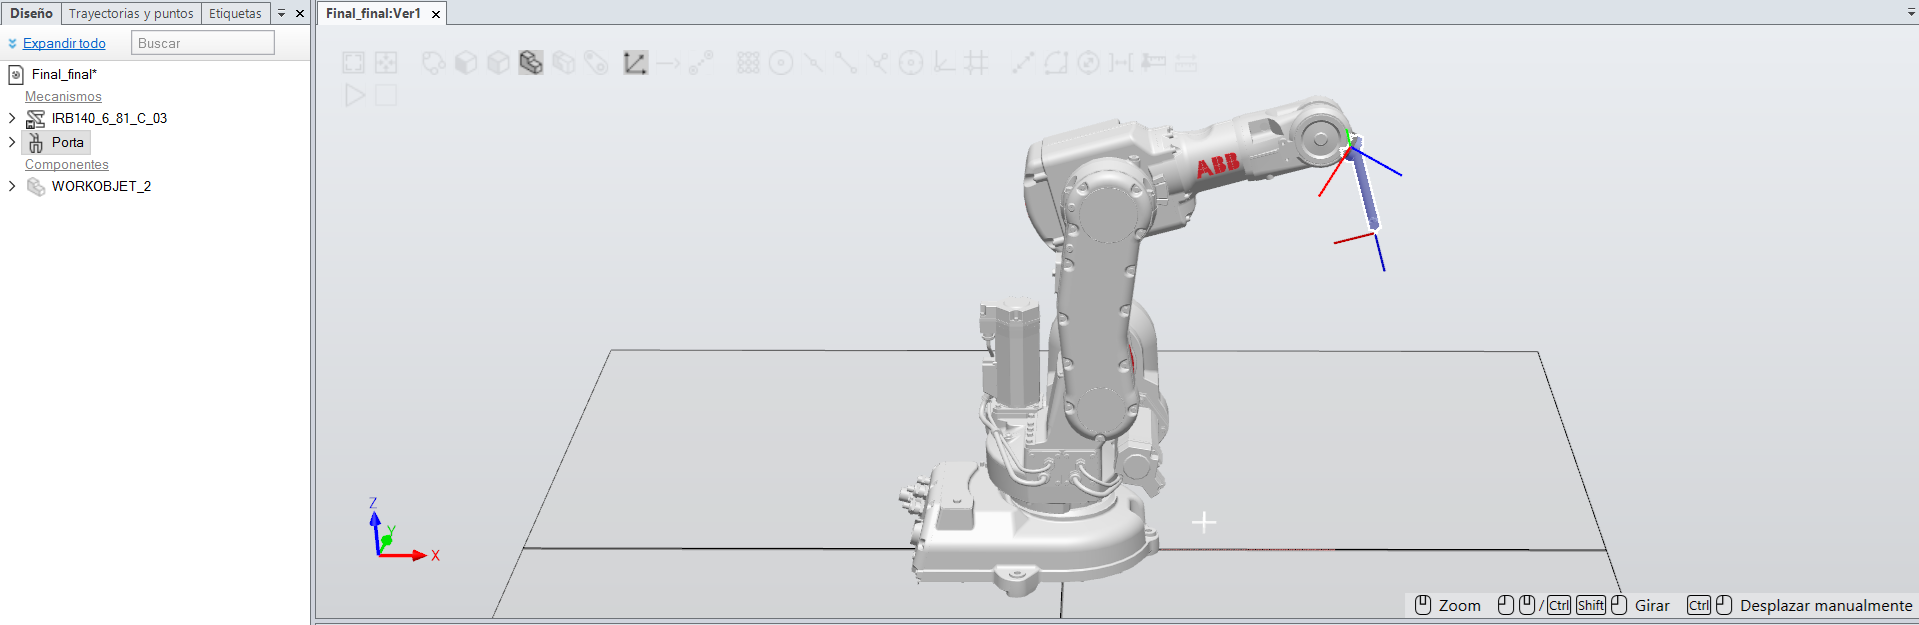 Diseño Trayectorias y puntos Etiquetas
Expandir todo Buscar
Final_final*
Mecanismos
IRB140_6_81_C_03
Porta
Componentes
WORKOBJET_2
Final_final:Ver1
ABB
Z
Y
X
Zoom / Ctrl Shift Girar Ctrl Desplazar manualmente